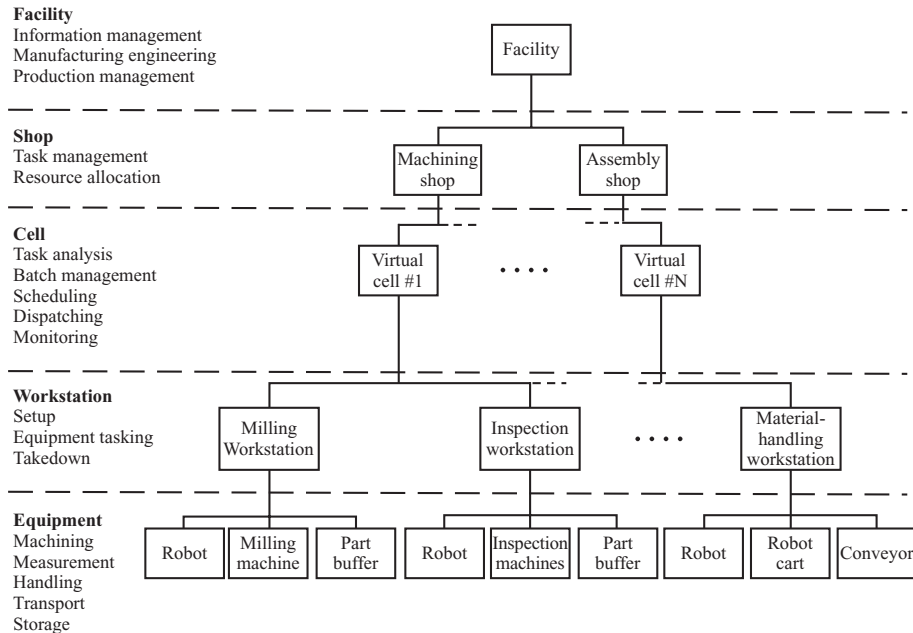 Facility
Information management
Manufacturing engineering
Production management
Facility
Shop
Task management
Resource allocation
Machining
shop
Assembly
shop
Cell
Task analysis
Batch management
Scheduling
Dispatching
Monitoring
Virtual
cell #1
. . . .
Virtual
cell #N
Workstation
Setup
Equipment tasking
Takedown
Milling
Workstation
Inspection
workstation
. . . .
Material-
handling
workstation
Equipment
Machining
Measurement
Handling
Transport
Storage
Robot
Milling
machine
Part
buffer
Robot
Inspection
machines
Part
buffer
Robot
Robot
cart
Conveyor